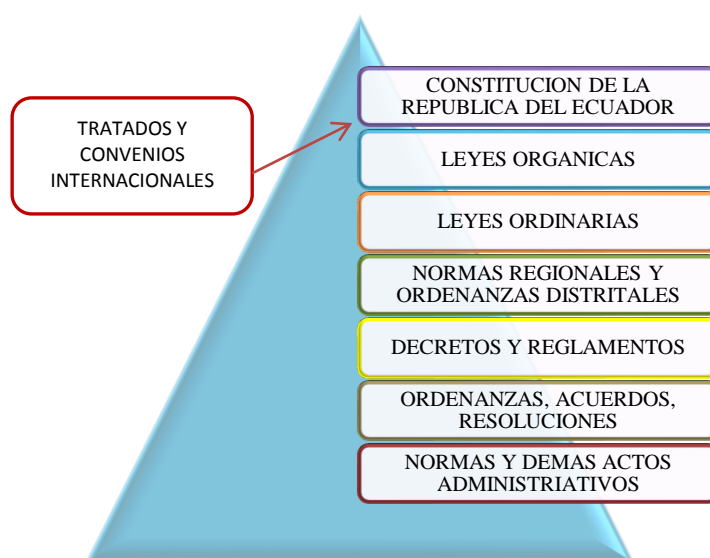 TRATADOS Y
CONVENIOS
INTERNACIONALES
CONSTITUCION DE LA
REPUBLICA DEL ECUADOR
LEYES ORGANICAS
LEYES ORDINARIAS
NORMAS REGIONALES Y
ORDENANZAS DISTRITALES
DECRETOS Y REGLAMENTOS
ORDENANZAS, ACUERDOS,
RESOLUCIONES
NORMAS Y DEMAS ACTOS
ADMINISTRIATIVOS